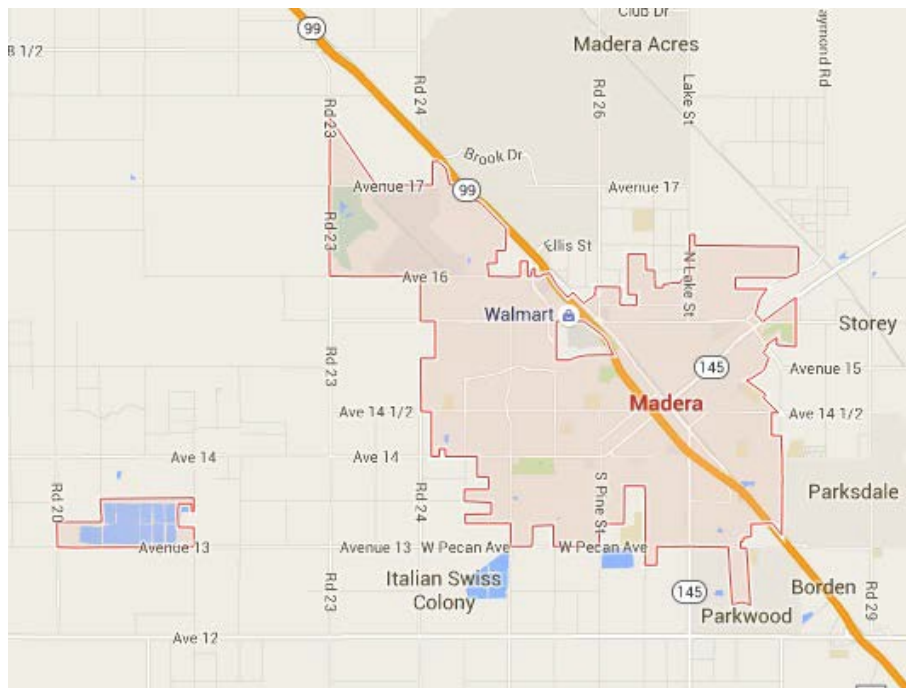 Club Dr
99
8 1/2
Madera Acres
aymond Rd
Rd 24
Rd 26
Lake St
Rd 23
Brook Dr
Avenue 17
99
Avenue 17
Rd 23
Ellis St
N Lake St
Ave 16
Walmart
Storey
Rd 23
145
Avenue 15
Madera
Ave 14 1/2
Ave 14 1/2
Ave 14
Ave 14
Rd 20
Rd 24
S Pine St
Parksdale
Avenue 13
Avenue 13
W Pecan Ave
W Pecan Ave
Italian Swiss
Colony
Rd 23
145
Borden
Rd 29
Parkwood
Ave 12